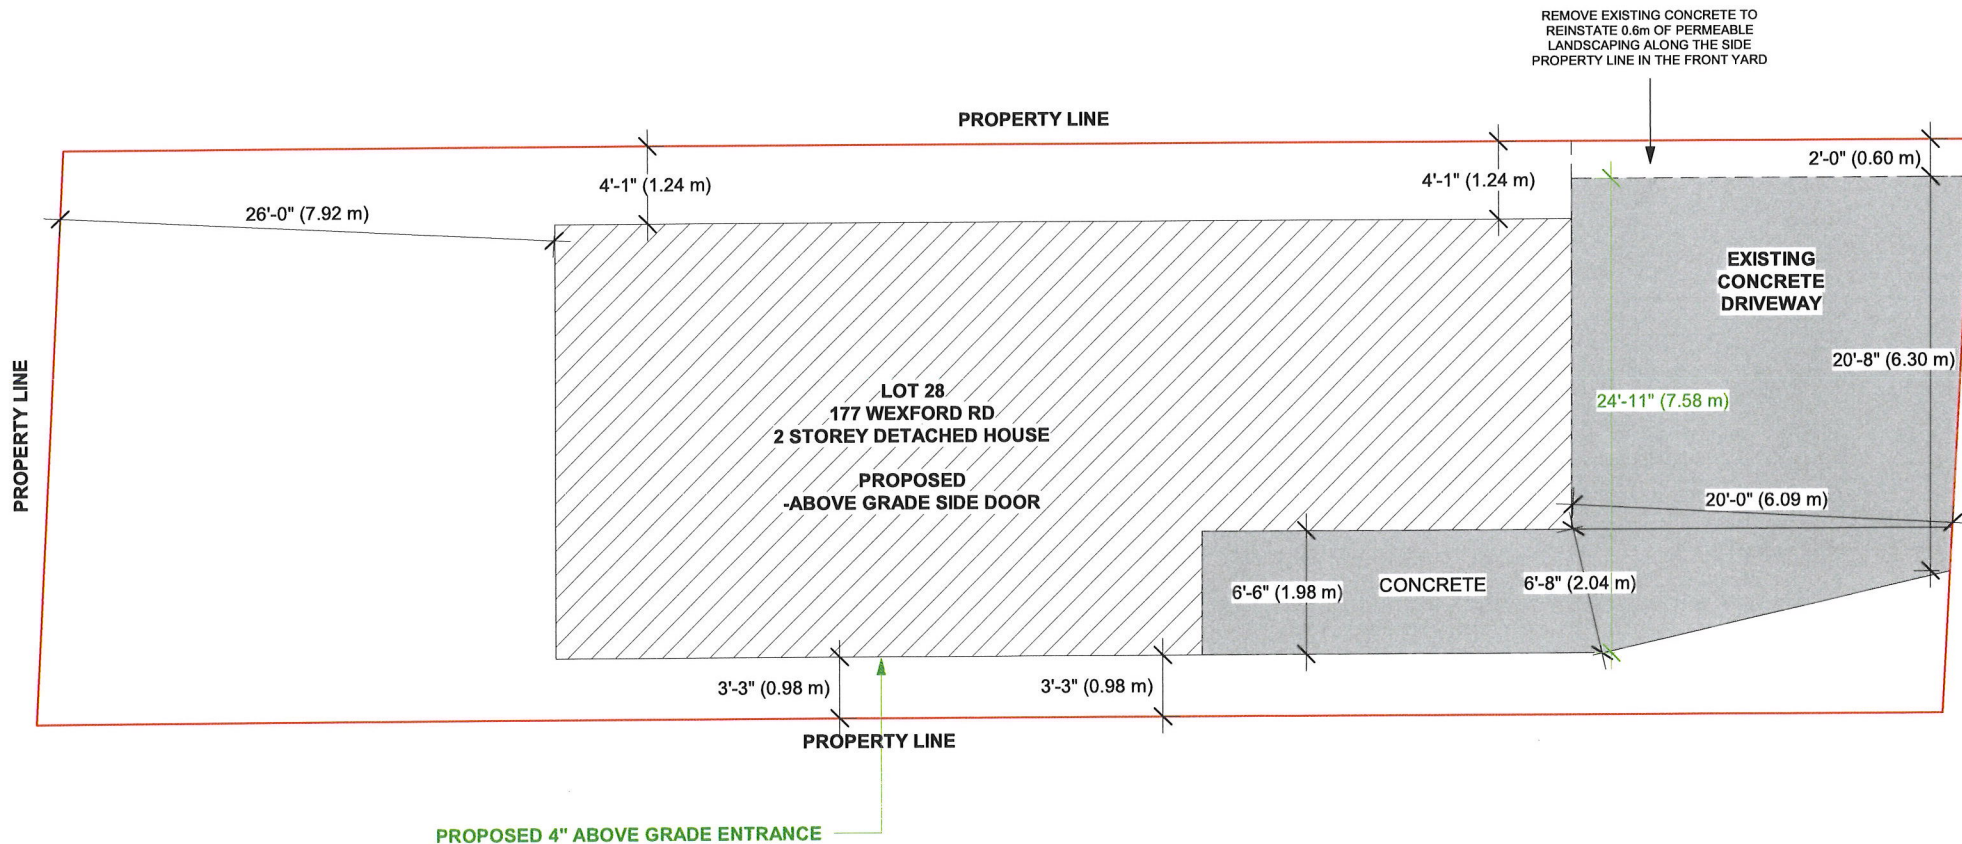 REMOVE EXISTING CONCRETE TO
REINSTATE 0.6m OF PERMEABLE
LANDSCAPING ALONG THE SIDE
PROPERTY LINE IN THE FRONT YARD
PROPERTY LINE
2'-0" (0.60 m)
4'-1" (1.24 m)
4'-1" (1.24 m)
26'-0" (7.92 m)
EXISTING
CONCRETE
DRIVEWAY
20'-8" (6.30 m)
PROPERTY LINE
LOT 28
177 WEXFORD RD
2 STOREY DETACHED HOUSE
PROPOSED
-ABOVE GRADE SIDE DOOR
24'-11" (7.58 m)
20'-0" (6.09 m)
6'-6" (1.98 m)
CONCRETE
6'-8" (2.04 m)
3'-3" (0.98 m)
3'-3" (0.98 m)
PROPERTY LINE
PROPOSED 4" ABOVE GRADE ENTRANCE